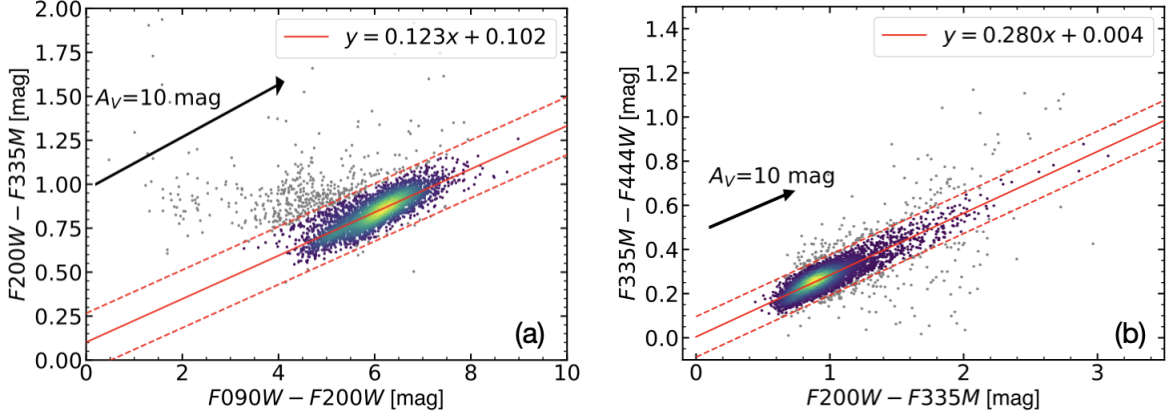 y = 0.123x + 0.102
A_V=10 mag
F200W − F335M [mag]
2.00
1.75
1.50
1.25
1.00
0.75
0.50
0.25
0.00
0 2 4 6 8 10
F090W − F200W [mag]
(a)
y = 0.280x + 0.004
A_V=10 mag
F335M − F444W [mag]
1.4
1.2
1.0
0.8
0.6
0.4
0.2
0.0
0 1 2 3
F200W − F335M [mag]
(b)